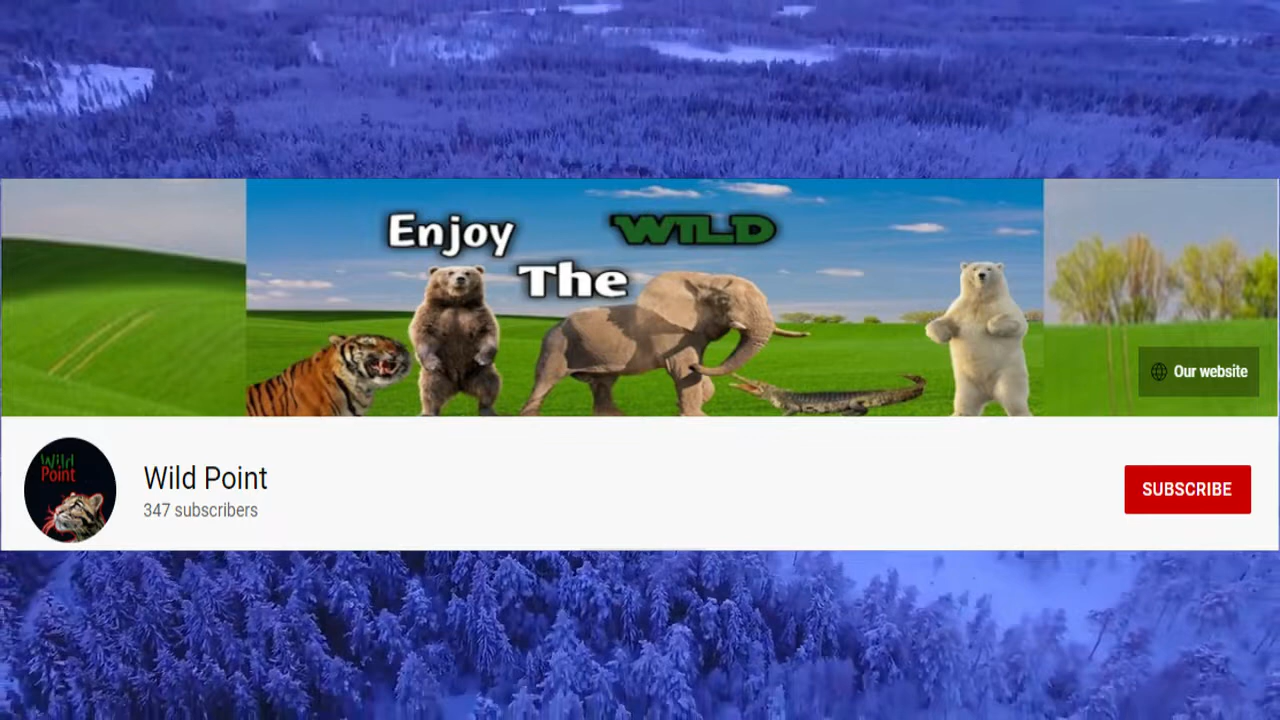 Enjoy WILD
The
Our website
Wild
Point
Wild Point
347 subscribers
SUBSCRIBE